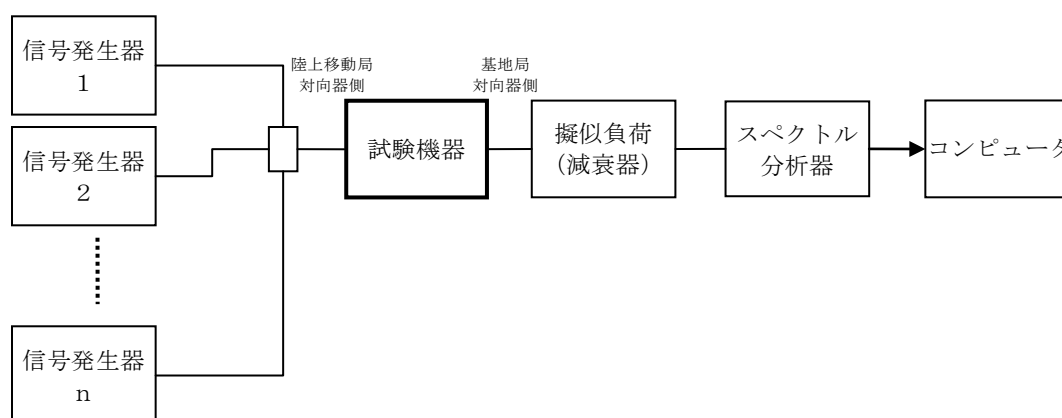 信号発生器
1
信号発生器
2
信号発生器
n
陸上移動局
対向器側
試験機器
基地局
対向器側
擬似負荷
(減衰器)
スペクトル
分析器
コンピュータ